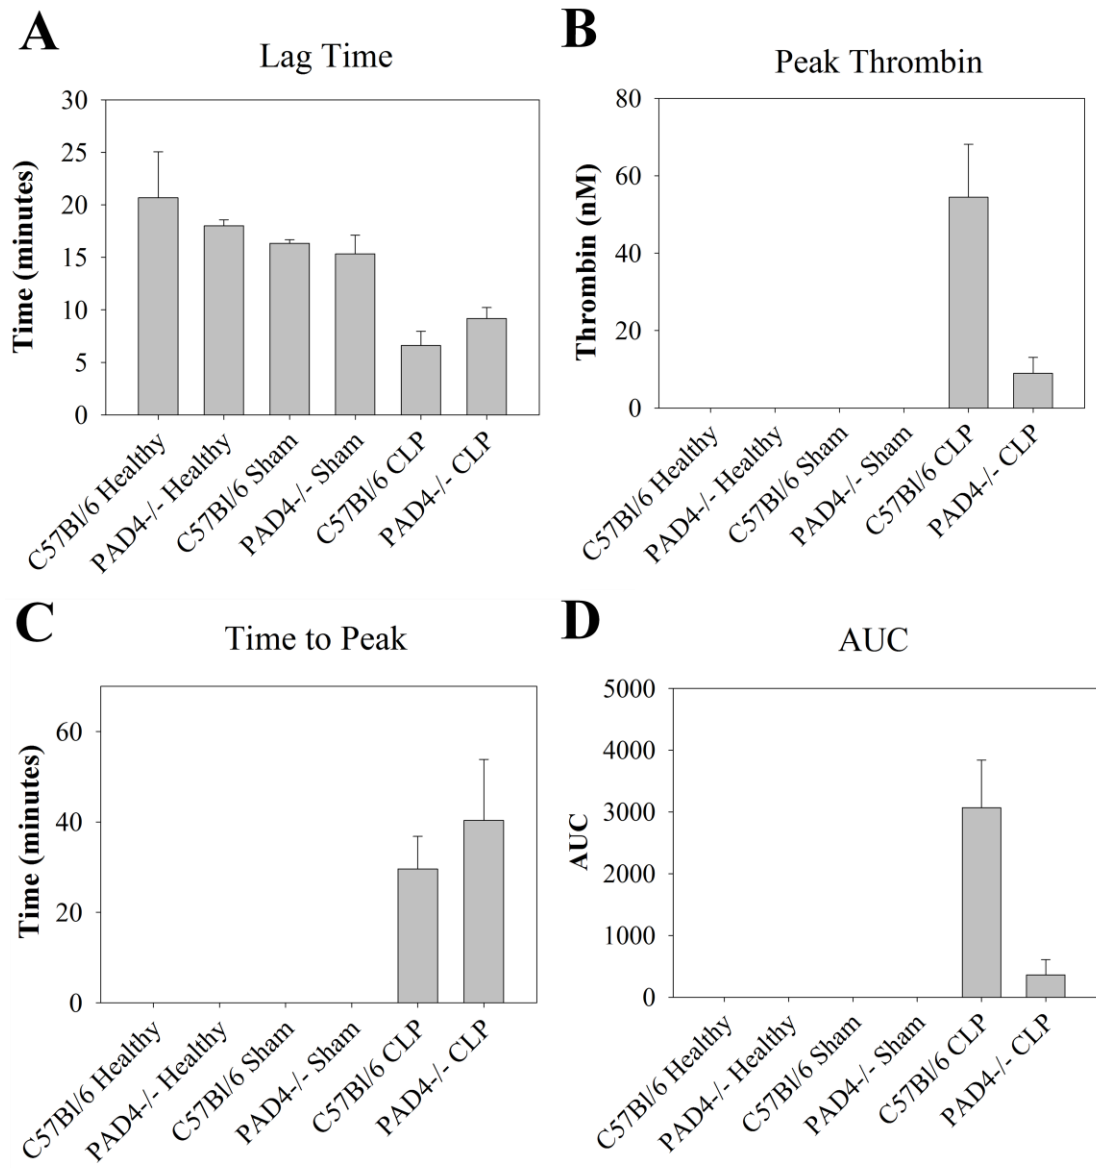 A
Lag Time
30
25
20
15
10
5
0
Time (minutes)
C57Bl/6 Healthy
PAD4-/- Healthy
C57Bl/6 Sham
PAD4-/- Sham
C57Bl/6 CLP
PAD4-/- CLP
B
Peak Thrombin
80
60
40
20
0
Thrombin (nM)
C57Bl/6 Healthy
PAD4-/- Healthy
C57Bl/6 Sham
PAD4-/- Sham
C57Bl/6 CLP
PAD4-/- CLP
C
Time to Peak
60
40
20
0
Time (minutes)
C57Bl/6 Healthy
PAD4-/- Healthy
C57Bl/6 Sham
PAD4-/- Sham
C57Bl/6 CLP
PAD4-/- CLP
D
AUC
5000
4000
3000
2000
1000
0
AUC
C57Bl/6 Healthy
PAD4-/- Healthy
C57Bl/6 Sham
PAD4-/- Sham
C57Bl/6 CLP
PAD4-/- CLP